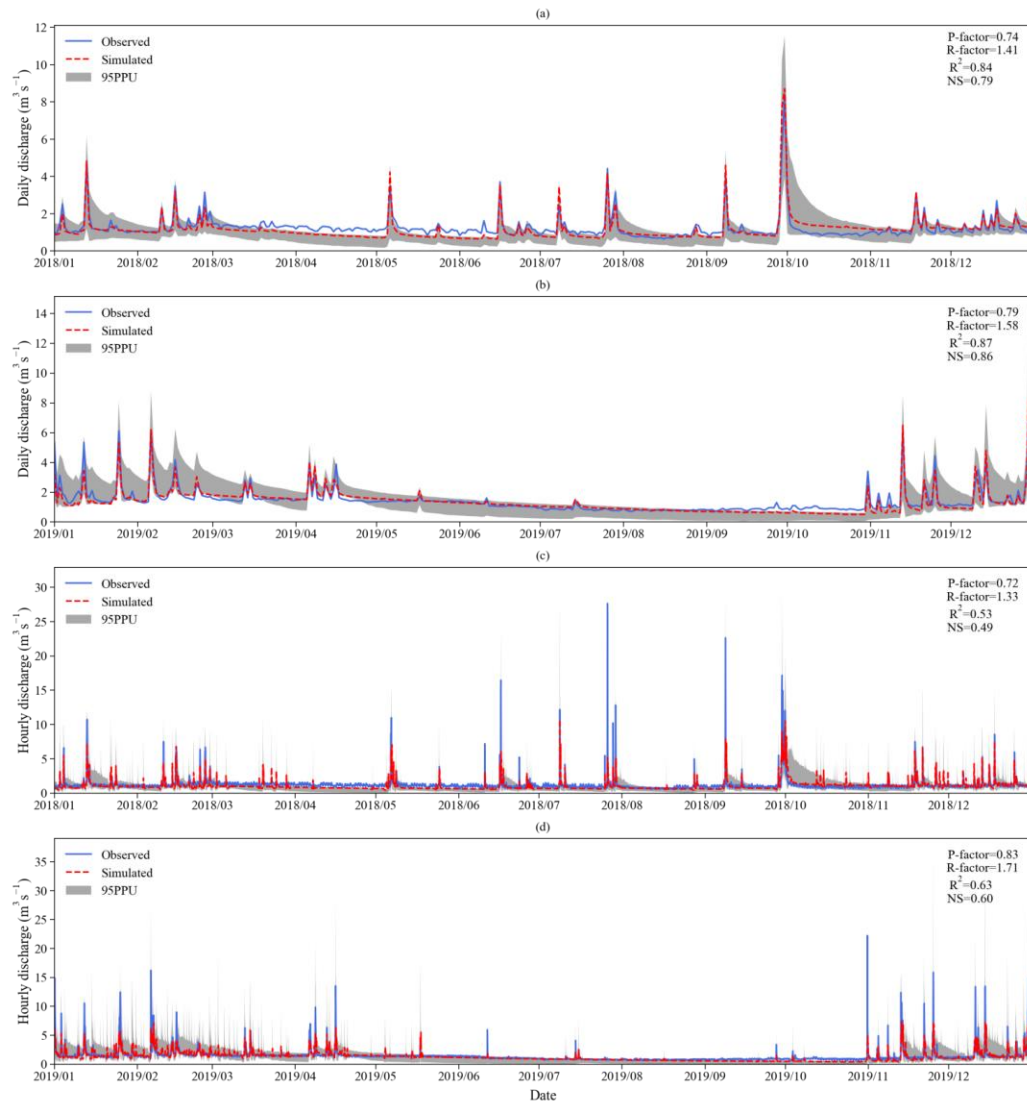 (a)
12
10
8
6
4
2
0
Daily discharge (m³ s⁻¹)
Observed
Simulated
95PPU
P-factor=0.74
R-factor=1.41
R²=0.84
NS=0.79
2018/01 2018/02 2018/03 2018/04 2018/05 2018/06 2018/07 2018/08 2018/09 2018/10 2018/11 2018/12
(b)
14
12
10
8
6
4
2
0
Daily discharge (m³ s⁻¹)
Observed
Simulated
95PPU
P-factor=0.79
R-factor=1.58
R²=0.87
NS=0.86
2019/01 2019/02 2019/03 2019/04 2019/05 2019/06 2019/07 2019/08 2019/09 2019/10 2019/11 2019/12
(c)
30
25
20
15
10
5
0
Hourly discharge (m³ s⁻¹)
Observed
Simulated
95PPU
P-factor=0.72
R-factor=1.33
R²=0.53
NS=0.49
2018/01 2018/02 2019/03 2018/04 2018/05 2019/06 2019/07 2018/08 2018/09 2018/10 2019/11 2018/12
(d)
35
30
25
20
15
10
5
0
Hourly discharge (m³ s⁻¹)
Observed
Simulated
95PPU
P-factor=0.83
R-factor=1.71
R²=0.63
NS=0.60
2019/01 2019/02 2019/03 2019/04 2019/05 2019/06 2019/07 2019/08 2019/09 2019/10 2019/11 2019/12
Date